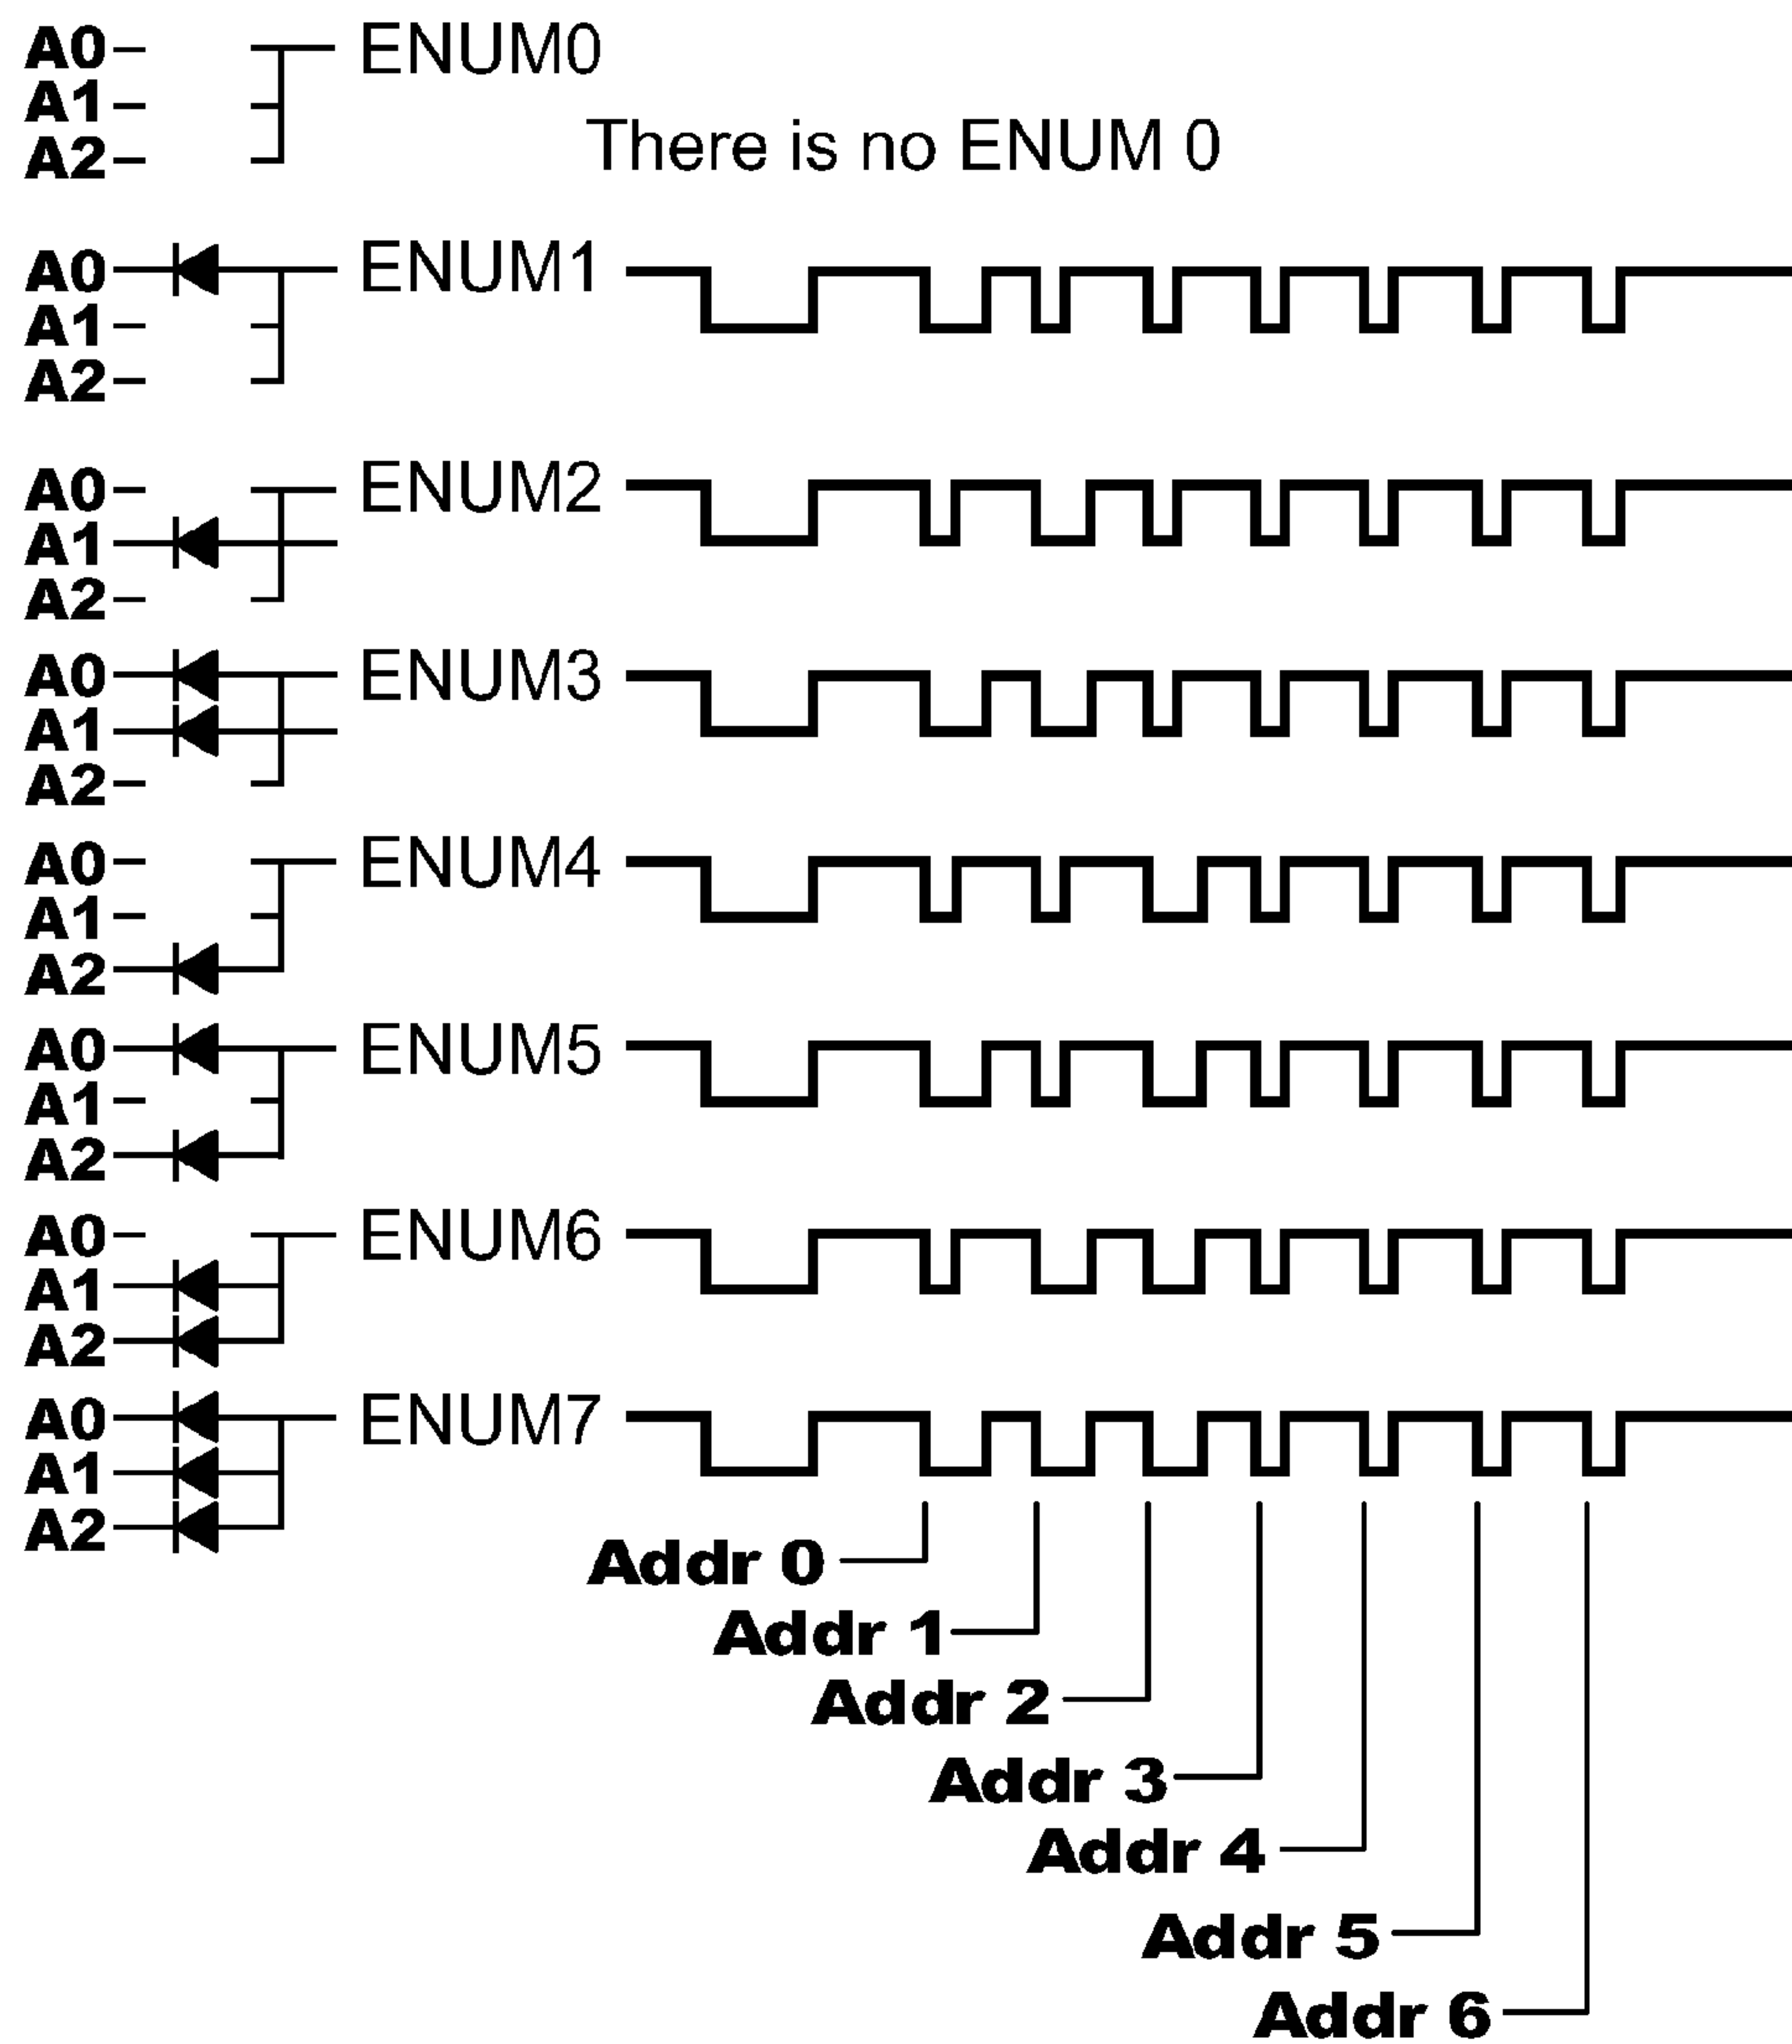 A0 ENUM0
A1
There is no ENUM 0
A2
A0 ENUM1
A1
A2
A0 ENUM2
A1
A2
A0 ENUM3
A1
A2
A0 ENUM4
A1
A2
A0 ENUM5
A1
A2
A0 ENUM6
A1
A2
A0 ENUM7
A1
A2
Addr 0
Addr 1
Addr 2
Addr 3
Addr 4
Addr 5
Addr 6